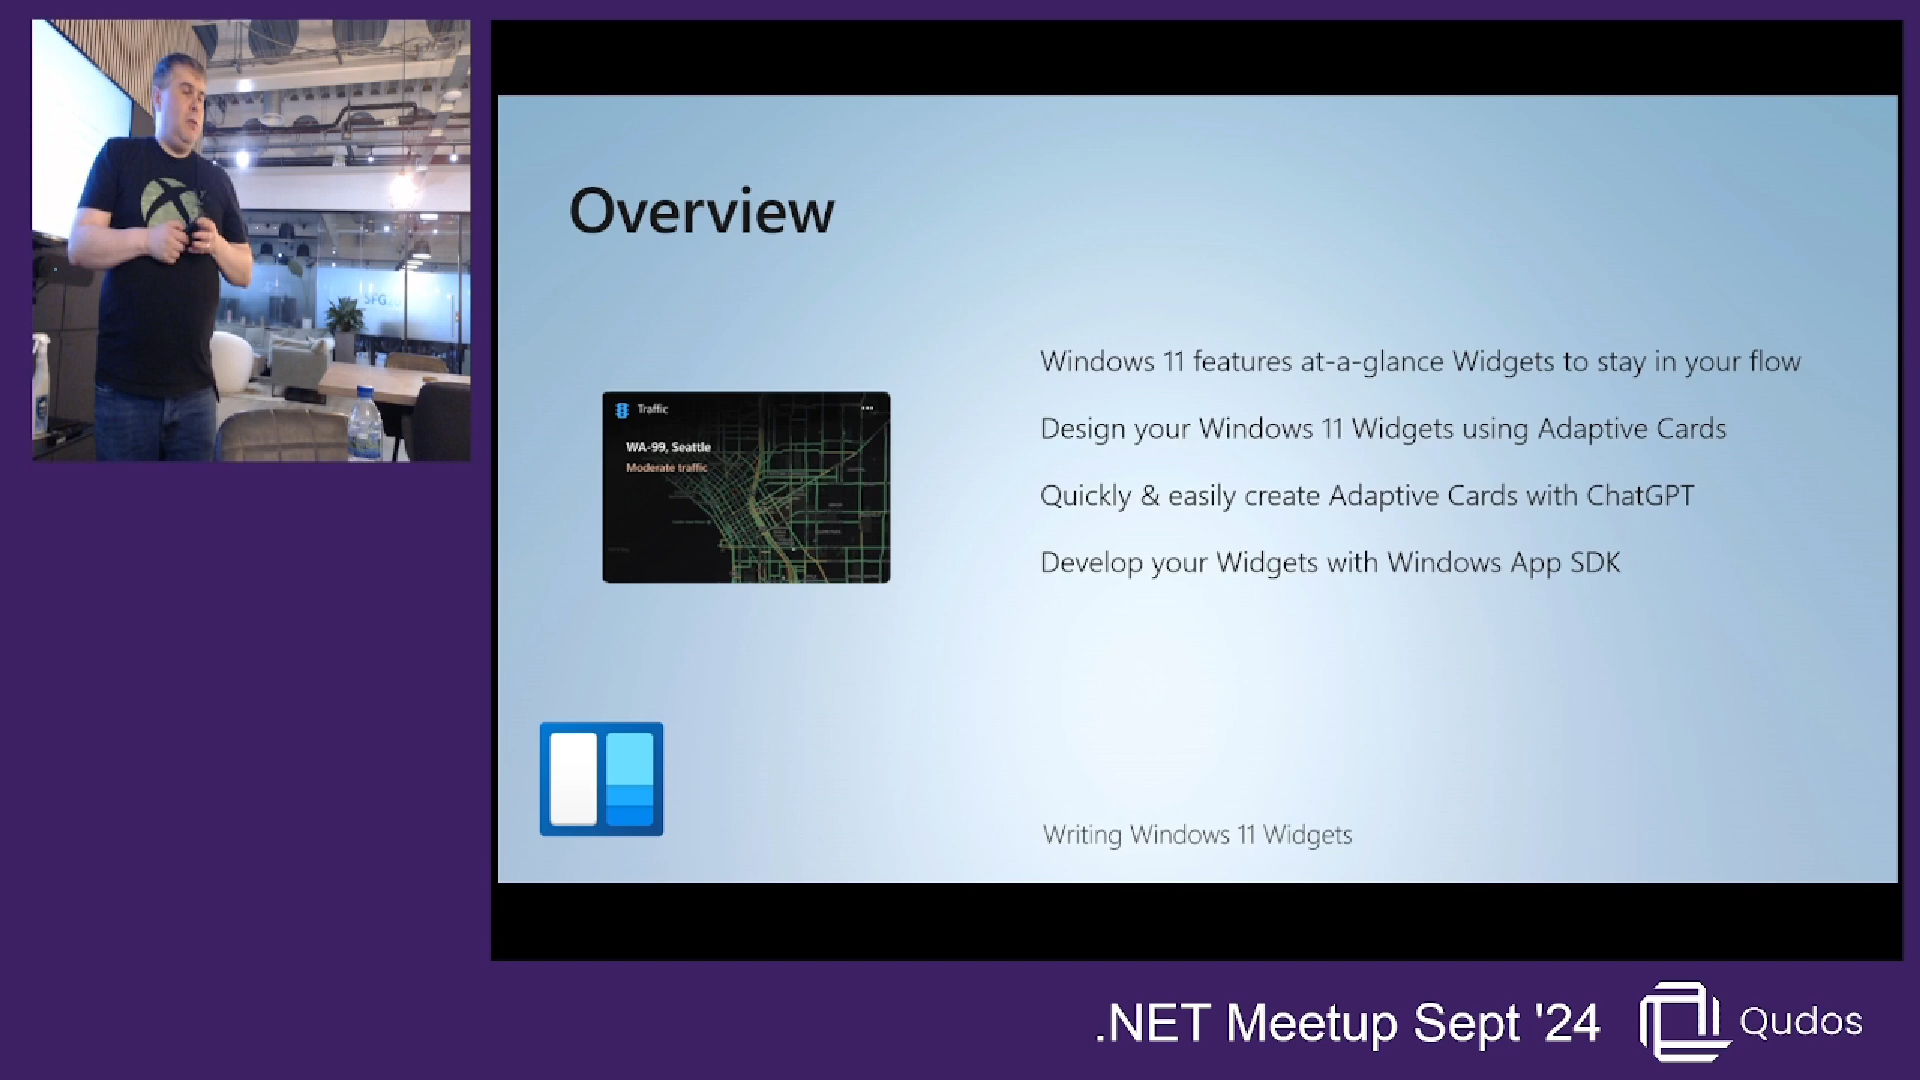 SFG
Overview
Windows 11 features at-a-glance Widgets to stay in your flow
Design your Windows 11 Widgets using Adaptive Cards
Quickly & easily create Adaptive Cards with ChatGPT
Develop your Widgets with Windows App SDK
Traffic
WA-99, Seattle
Moderate traffic
Writing Windows 11 Widgets
.NET Meetup Sept '24
Qudos